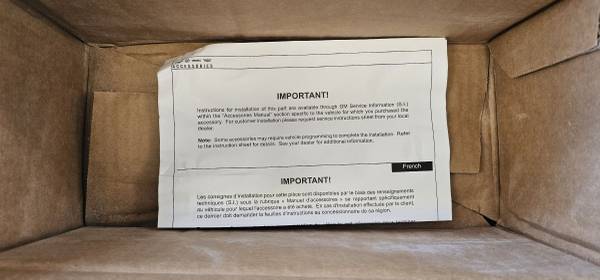 ACCESSORIES
IMPORTANT!
Instructions for installation of this part are available through GM Service Information (S.I.)
within the "Accessories Manual" section specific to the vehicle for which you purchased the
accessory. For customer installation please request service instructions sheet from your local
dealer.
Note: Some accessories may require vehicle programming to complete the installation. Refer
to the instruction sheet for details. See your dealer for additional information.
French
IMPORTANT!
Les consignes d'installation pour cette pièce sont disponibles par le base des renseignements
techniques (S.I.) sous la rubrique « Manuel d'accessoires » se rapportant spécifiquement
au véhicule pour lequel l'accessoire a été acheté. En cas d'installation effectuée par le client,
ce dernier doit demander la feuilles d'instructions au concessionnaire de sa région.